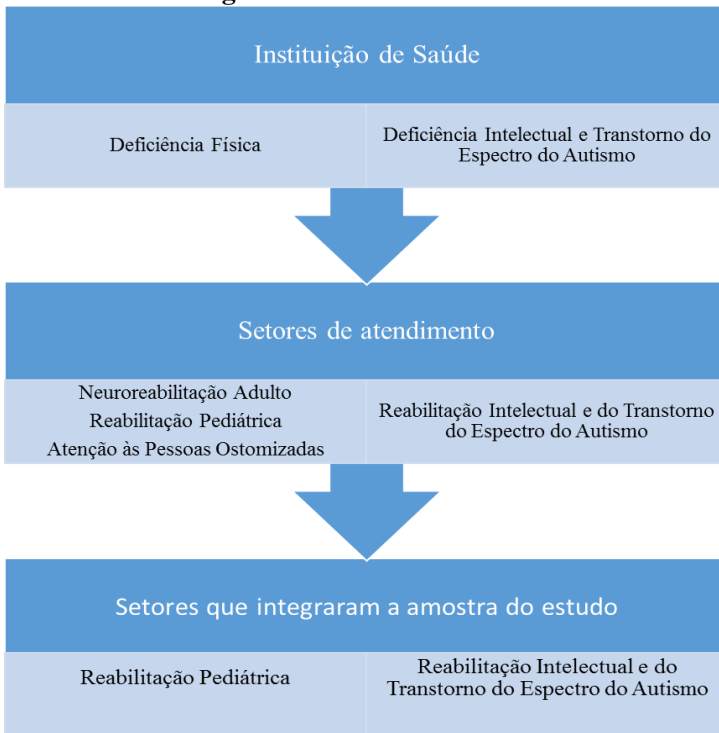 Instituição de Saúde
Deficiência Física
Deficiência Intelectual e Transtorno do
Espectro do Autismo
Setores de atendimento
Neuroreabilitação Adulto
Reabilitação Pediátrica
Atenção às Pessoas Ostomizadas
Reabilitação Intelectual e do Transtorno
do Espectro do Autismo
Setores que integraram a amostra do estudo
Reabilitação Pediátrica
Reabilitação Intelectual e do
Transtorno do Espectro do Autismo